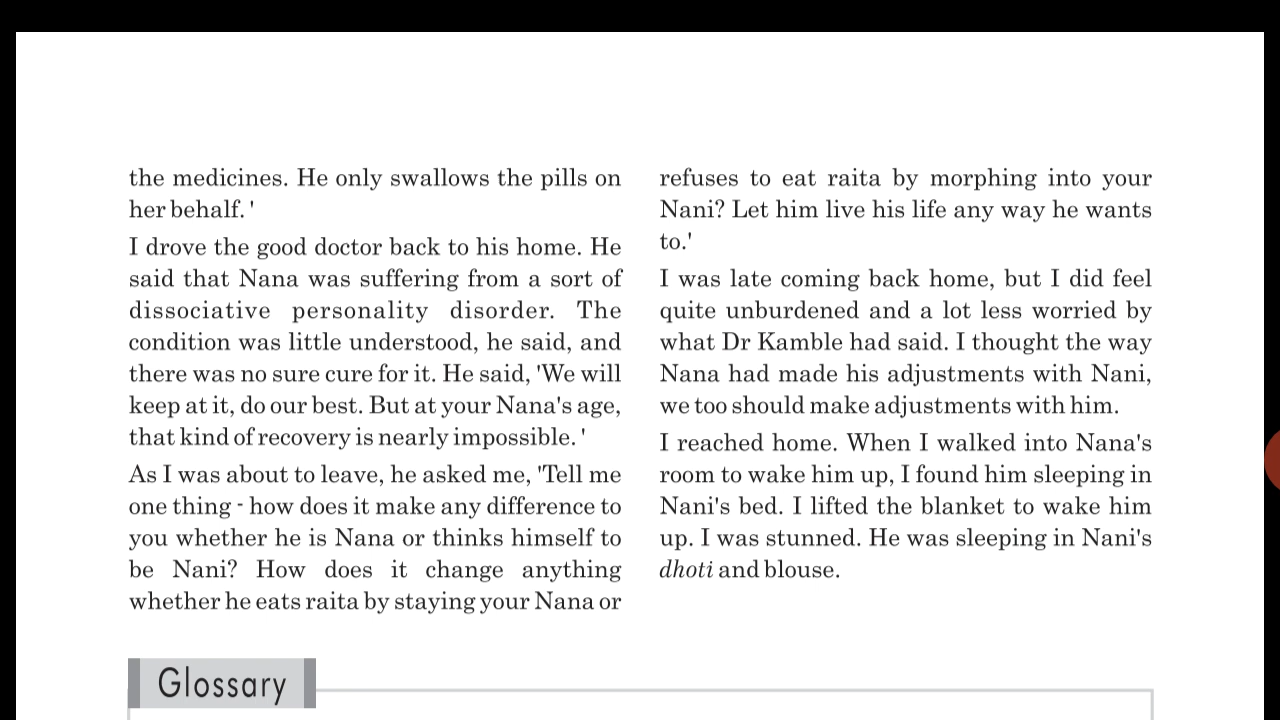 the medicines. He only swallows the pills on
her behalf. '
I drove the good doctor back to his home. He
said that Nana was suffering from a sort of
dissociative personality disorder. The
condition was little understood, he said, and
there was no sure cure for it. He said, 'We will
keep at it, do our best. But at your Nana's age,
that kind of recovery is nearly impossible. '
As I was about to leave, he asked me, 'Tell me
one thing - how does it make any difference to
you whether he is Nana or thinks himself to
be Nani? How does it change anything
whether he eats raita by staying your Nana or
refuses to eat raita by morphing into your
Nani? Let him live his life any way he wants
to.'
I was late coming back home, but I did feel
quite unburdened and a lot less worried by
what Dr Kamble had said. I thought the way
Nana had made his adjustments with Nani,
we too should make adjustments with him.
I reached home. When I walked into Nana's
room to wake him up, I found him sleeping in
Nani's bed. I lifted the blanket to wake him
up. I was stunned. He was sleeping in Nani's
dhoti and blouse.
Glossary